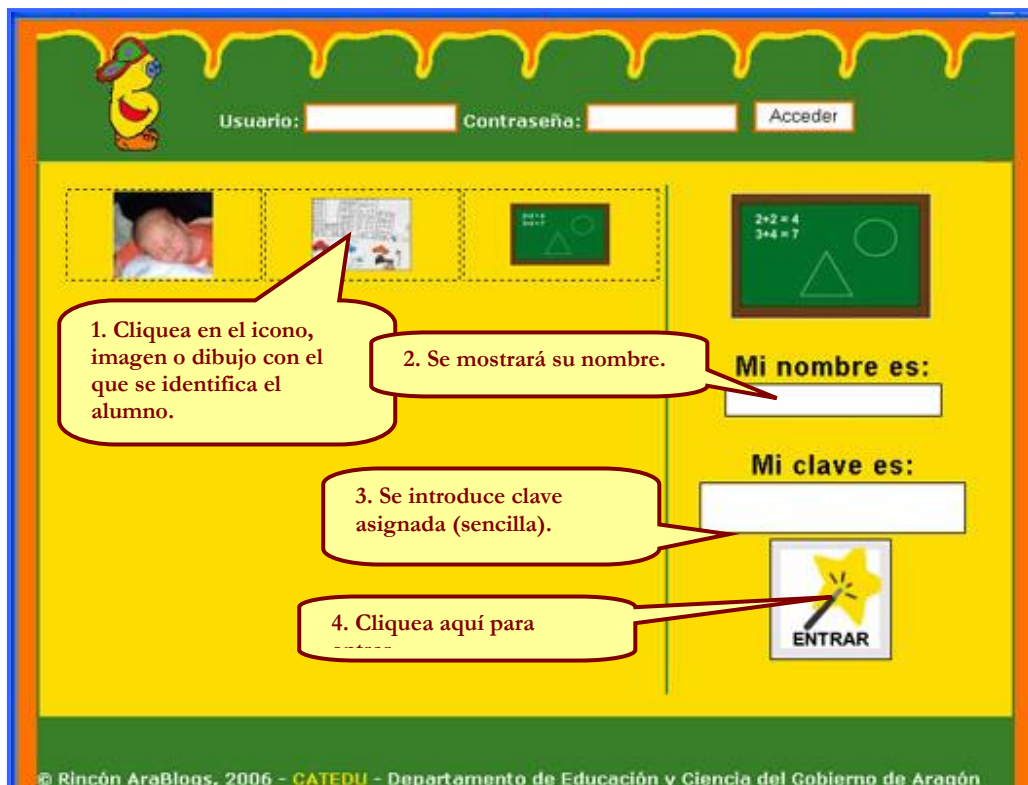 Usuario: Contraseña: Acceder
2+2 = 4
3+4 = 7
1. Cliquea en el icono,
imagen o dibujo con el
que se identifica el
alumno.
2. Se mostrará su nombre.
Mi nombre es:
Mi clave es:
3. Se introduce clave
asignada (sencilla).
4. Cliquea aquí para
ENTRAR
© Rincón AraBlogs, 2006 - CATEDU - Departamento de Educación y Ciencia del Gobierno de Aragón